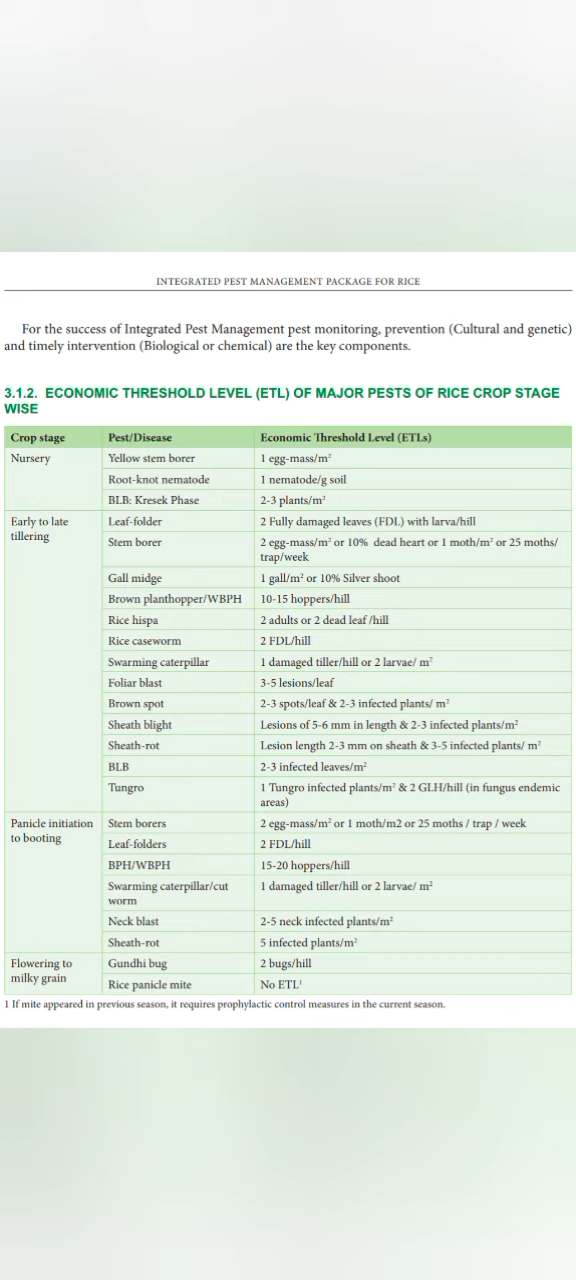 INTEGRATED PEST MANAGEMENT PACKAGE FOR RICE
For the success of Integrated Pest Management pest monitoring, prevention (Cultural and genetic)
and timely intervention (Biological or chemical) are the key components.
3.1.2. ECONOMIC THRESHOLD LEVEL (ETL) OF MAJOR PESTS OF RICE CROP STAGE
WISE
Crop stage Pest/Disease Economic Threshold Level (ETLs)
Nursery Yellow stem borer 1 egg-mass/m²
Root-knot nematode 1 nematode/g soil
BLB: Kresek Phase 2-3 plants/m²
Early to late tillering Leaf-folder 2 Fully damaged leaves (FDL) with larva/hill
Stem borer 2 egg-mass/m² or 10% dead heart or 1 moth/m² or 25 moths/
trap/week
Gall midge 1 gall/m² or 10% Silver shoot
Brown planthopper/WBPH 10-15 hoppers/hill
Rice hispa 2 adults or 2 dead leaf /hill
Rice caseworm 2 FDL/hill
Swarming caterpillar 1 damaged tiller/hill or 2 larvae/ m²
Foliar blast 3-5 lesions/leaf
Brown spot 2-3 spots/leaf & 2-3 infected plants/ m²
Sheath blight Lesions of 5-6 mm in length & 2-3 infected plants/m²
Sheath-rot Lesion length 2-3 mm on sheath & 3-5 infected plants/ m²
BLB 2-3 infected leaves/m²
Tungro 1 Tungro infected plants/m² & 2 GLH/hill (in fungus endemic
areas)
Panicle initiation to booting Stem borers 2 egg-mass/m² or 1 moth/m2 or 25 moths / trap / week
Leaf-folders 2 FDL/hill
BPH/WBPH 15-20 hoppers/hill
Swarming caterpillar/cut worm 1 damaged tiller/hill or 2 larvae/ m²
Neck blast 2-5 neck infected plants/m²
Sheath-rot 5 infected plants/m²
Flowering to milky grain Gundhi bug 2 bugs/hill
Rice panicle mite No ETL¹
1 If mite appeared in previous season, it requires prophylactic control measures in the current season.